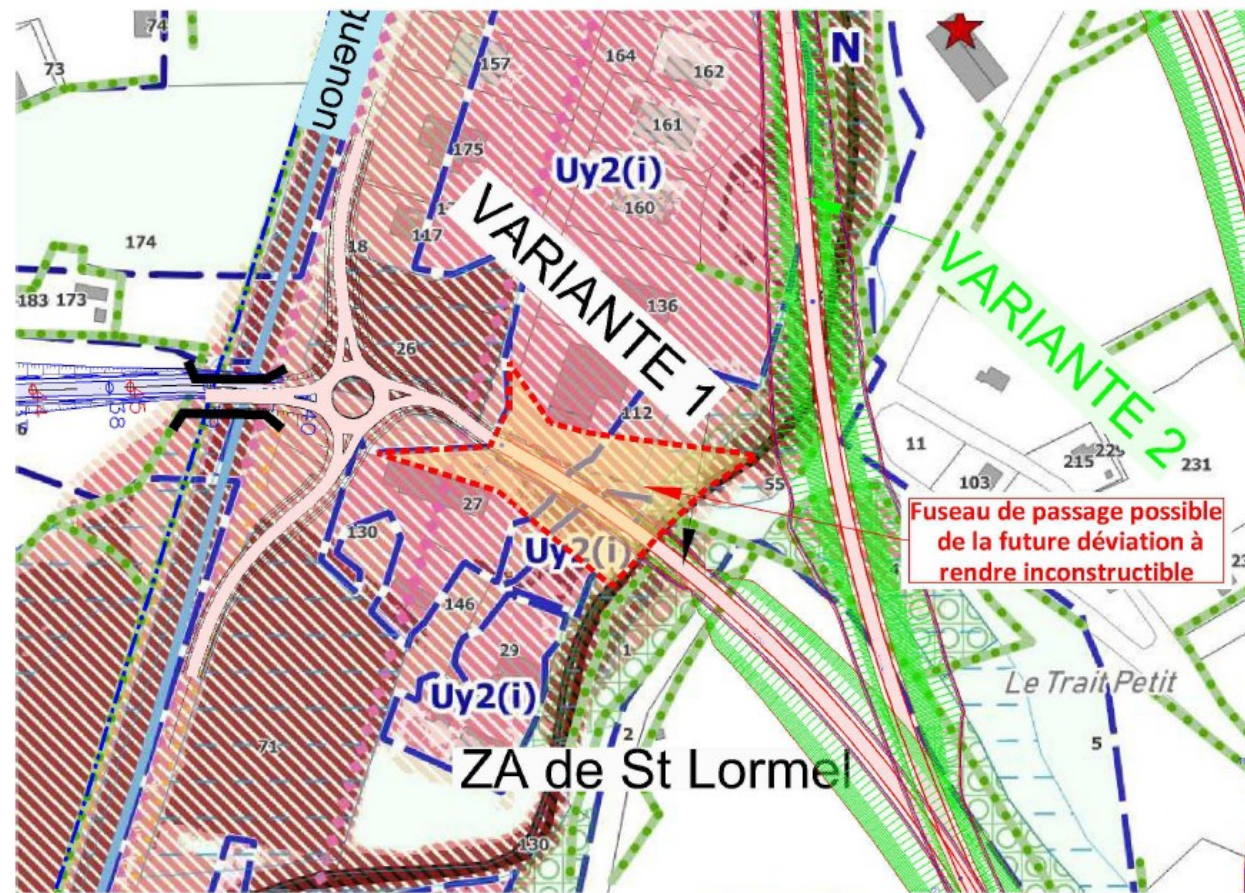 74
73
guenon
157
164
162
N
161
175
Uy2(i)
160
117
174
18
VARIANTE 1
183 173
136
VARIANTE 2
26
112
11
103
215
225
231
55
27
Fuseau de passage possible
de la future déviation à
rendre inconstructible
130
Uy2(i)
146
29
1
Uy2(i)
Le Trait Petit
2
5
71
ZA de St Lormel
130